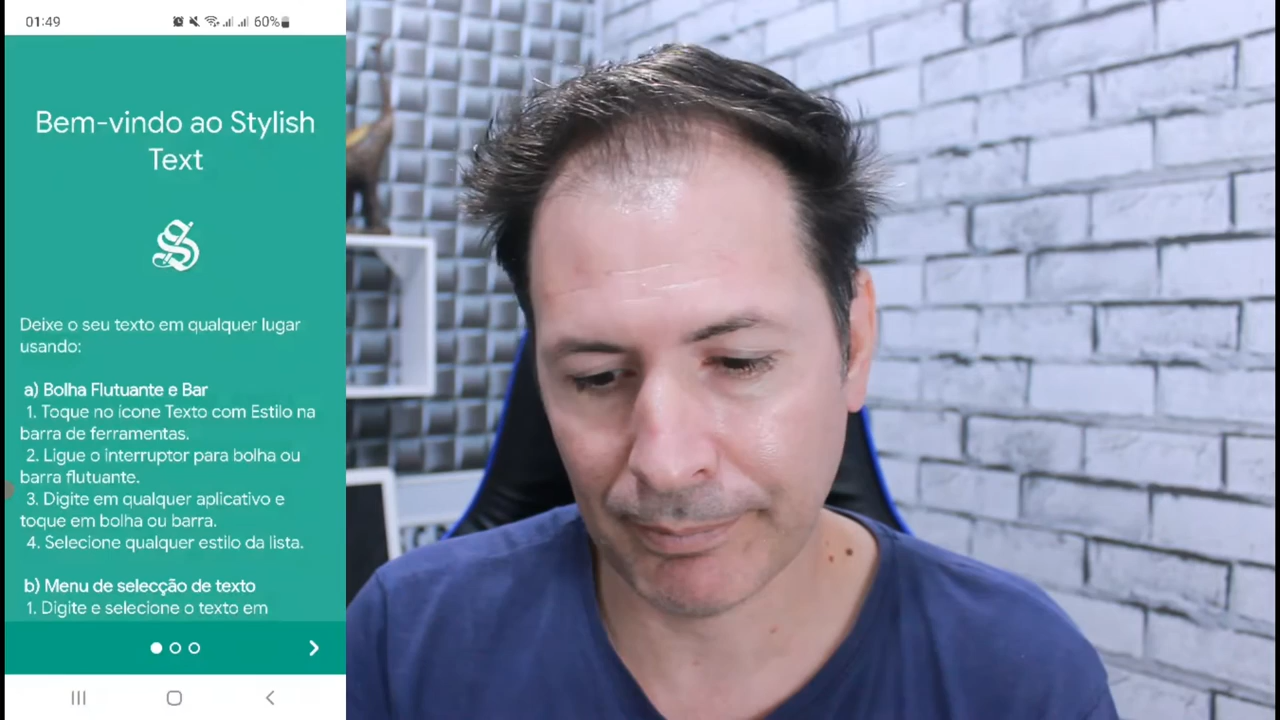 01:49
60%
Bem-vindo ao Stylish
Text
Deixe o seu texto em qualquer lugar
usando:
a) Bolha Flutuante e Bar
1. Toque no ícone Texto com Estilo na
barra de ferramentas.
2. Ligue o interruptor para bolha ou
barra flutuante.
3. Digite em qualquer aplicativo e
toque em bolha ou barra.
4. Selecione qualquer estilo da lista.
b) Menu de selecção de texto
1. Digite e selecione o texto em